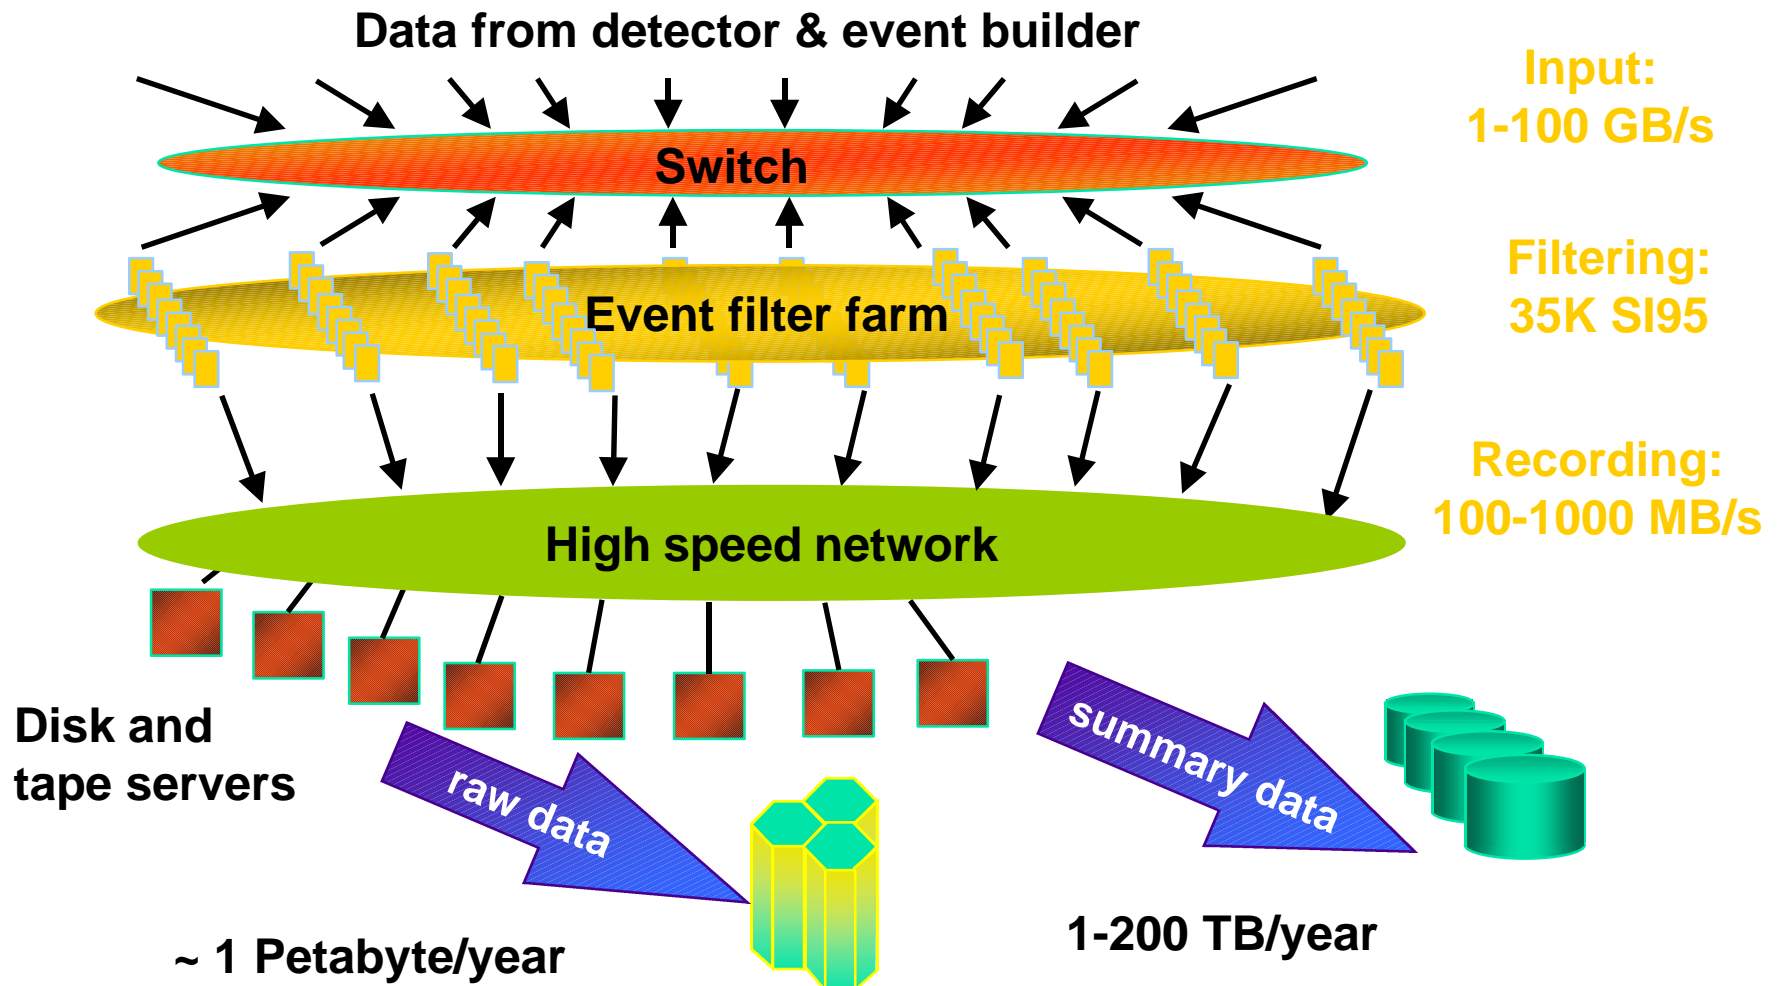 Data from detector & event builder
Input:
1-100 GB/s
Switch
Filtering:
35K SI95
Event filter farm
Recording:
100-1000 MB/s
High speed network
Disk and
tape servers
raw data
summary data
~ 1 Petabyte/year
1-200 TB/year